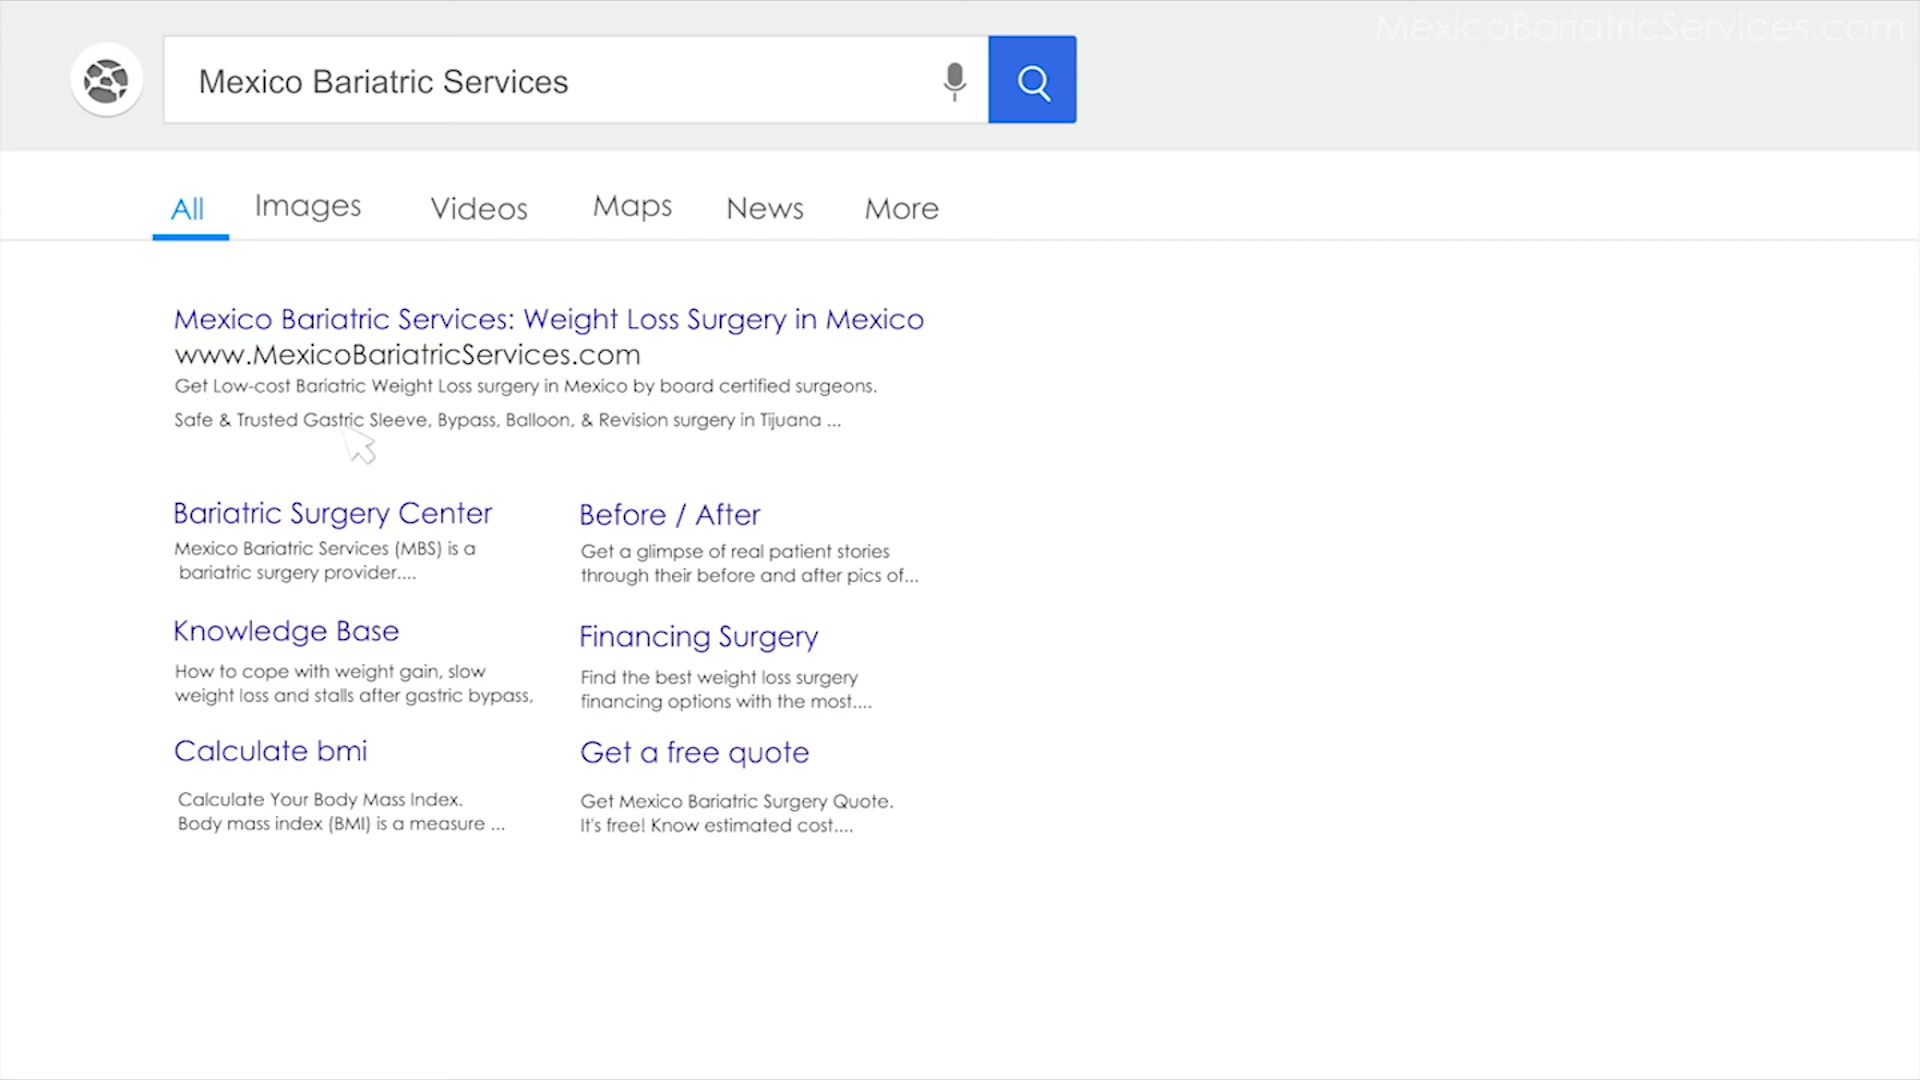 MexicoBariatricServices.com
Mexico Bariatric Services
All Images Videos Maps News More
Mexico Bariatric Services: Weight Loss Surgery in Mexico
www.MexicoBariatricServices.com
Get Low-cost Bariatric Weight Loss surgery in Mexico by board certified surgeons.
Safe & Trusted Gastric Sleeve, Bypass, Balloon, & Revision surgery in Tijuana ...
Bariatric Surgery Center
Mexico Bariatric Services (MBS) is a
bariatric surgery provider....
Before / After
Get a glimpse of real patient stories
through their before and after pics of...
Knowledge Base
How to cope with weight gain, slow
weight loss and stalls after gastric bypass,
Financing Surgery
Find the best weight loss surgery
financing options with the most....
Calculate bmi
Calculate Your Body Mass Index.
Body mass index (BMI) is a measure ...
Get a free quote
Get Mexico Bariatric Surgery Quote.
It's free! Know estimated cost....